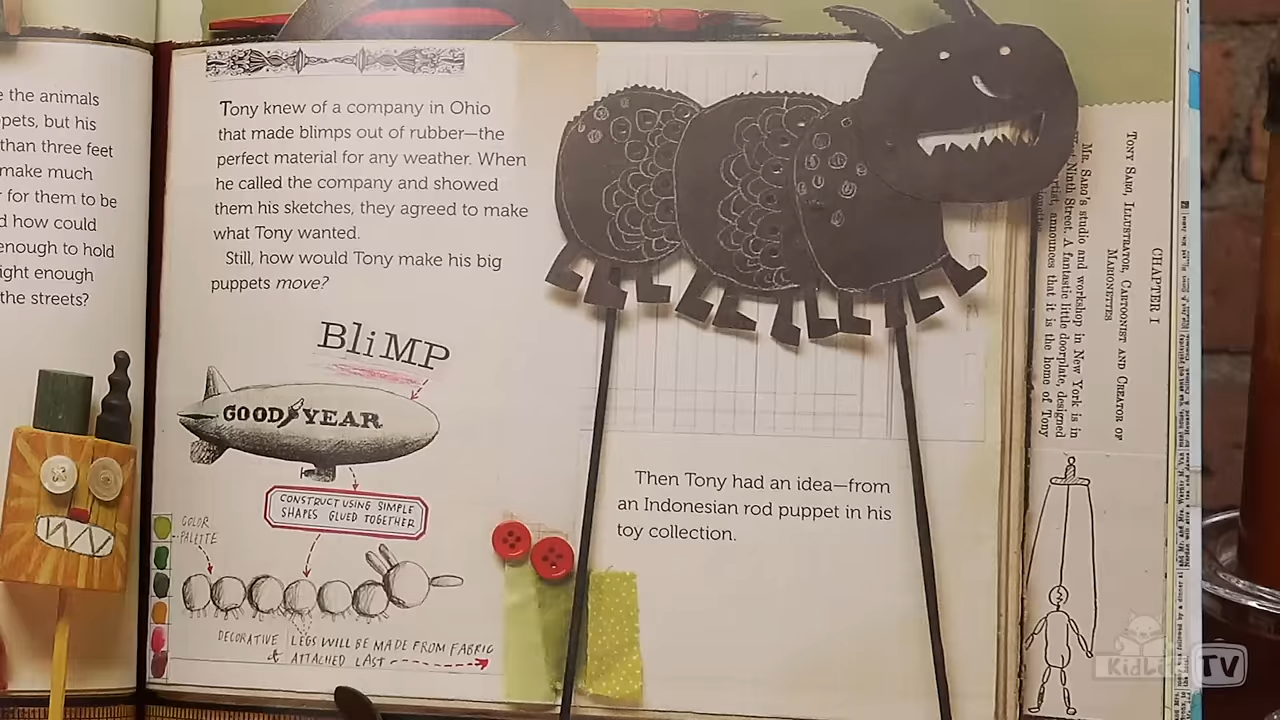 e the animals
pets, but his
than three feet
make much
for them to be
d how could
enough to hold
ight enough
the streets?
Tony knew of a company in Ohio
that made blimps out of rubber—the
perfect material for any weather. When
he called the company and showed
them his sketches, they agreed to make
what Tony wanted.
Still, how would Tony make his big
puppets move?
BLiMP
GOODYEAR
CONSTRUCT USING SIMPLE
SHAPES GLUED TOGETHER
COLOR
PALETTE
DECORATIVE LEGS WILL BE MADE FROM FABRIC
& ATTACHED LAST
Then Tony had an idea—from
an Indonesian rod puppet in his
toy collection.
CHAPTER I
TONY SARG, ILLUSTRATOR, CARTOONIST AND CREATOR OF
MARIONETTES
MR. SARG'S studio and workshop in New York is in
Ninth Street. A fantastic little doorplate, designed
artist, announces that it is the home of Tony
KidLit TV